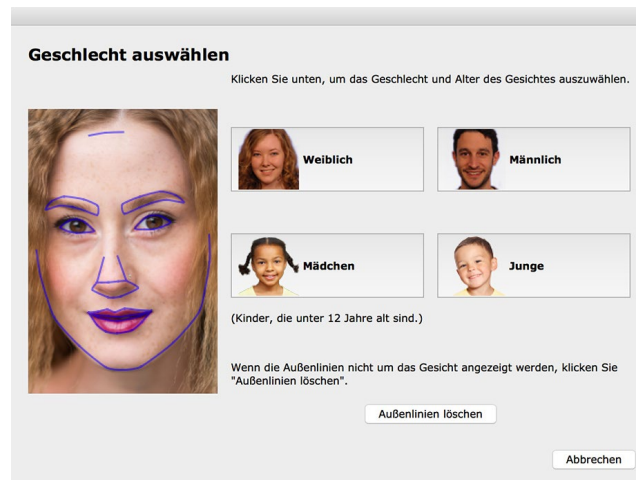 Geschlecht auswählen
Klicken Sie unten, um das Geschlecht und Alter des Gesichtes auszuwählen.
Weiblich
Männlich
Mädchen
Junge
(Kinder, die unter 12 Jahre alt sind.)
Wenn die Außenlinien nicht um das Gesicht angezeigt werden, klicken Sie
"Außenlinien löschen".
Außenlinien löschen
Abbrechen